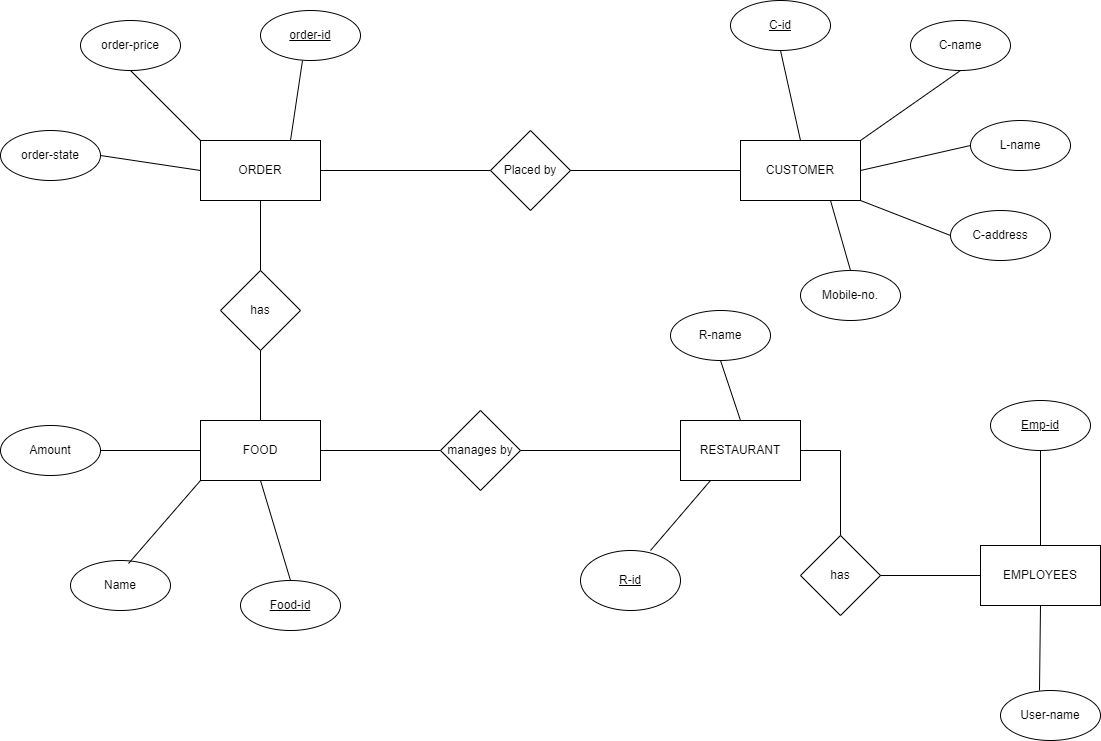 C-id
order-id
order-price
C-name
L-name
order-state
ORDER
Placed by
CUSTOMER
C-address
Mobile-no.
has
R-name
Emp-id
Amount
FOOD
manages by
RESTAURANT
has
EMPLOYEES
Name
R-id
Food-id
User-name